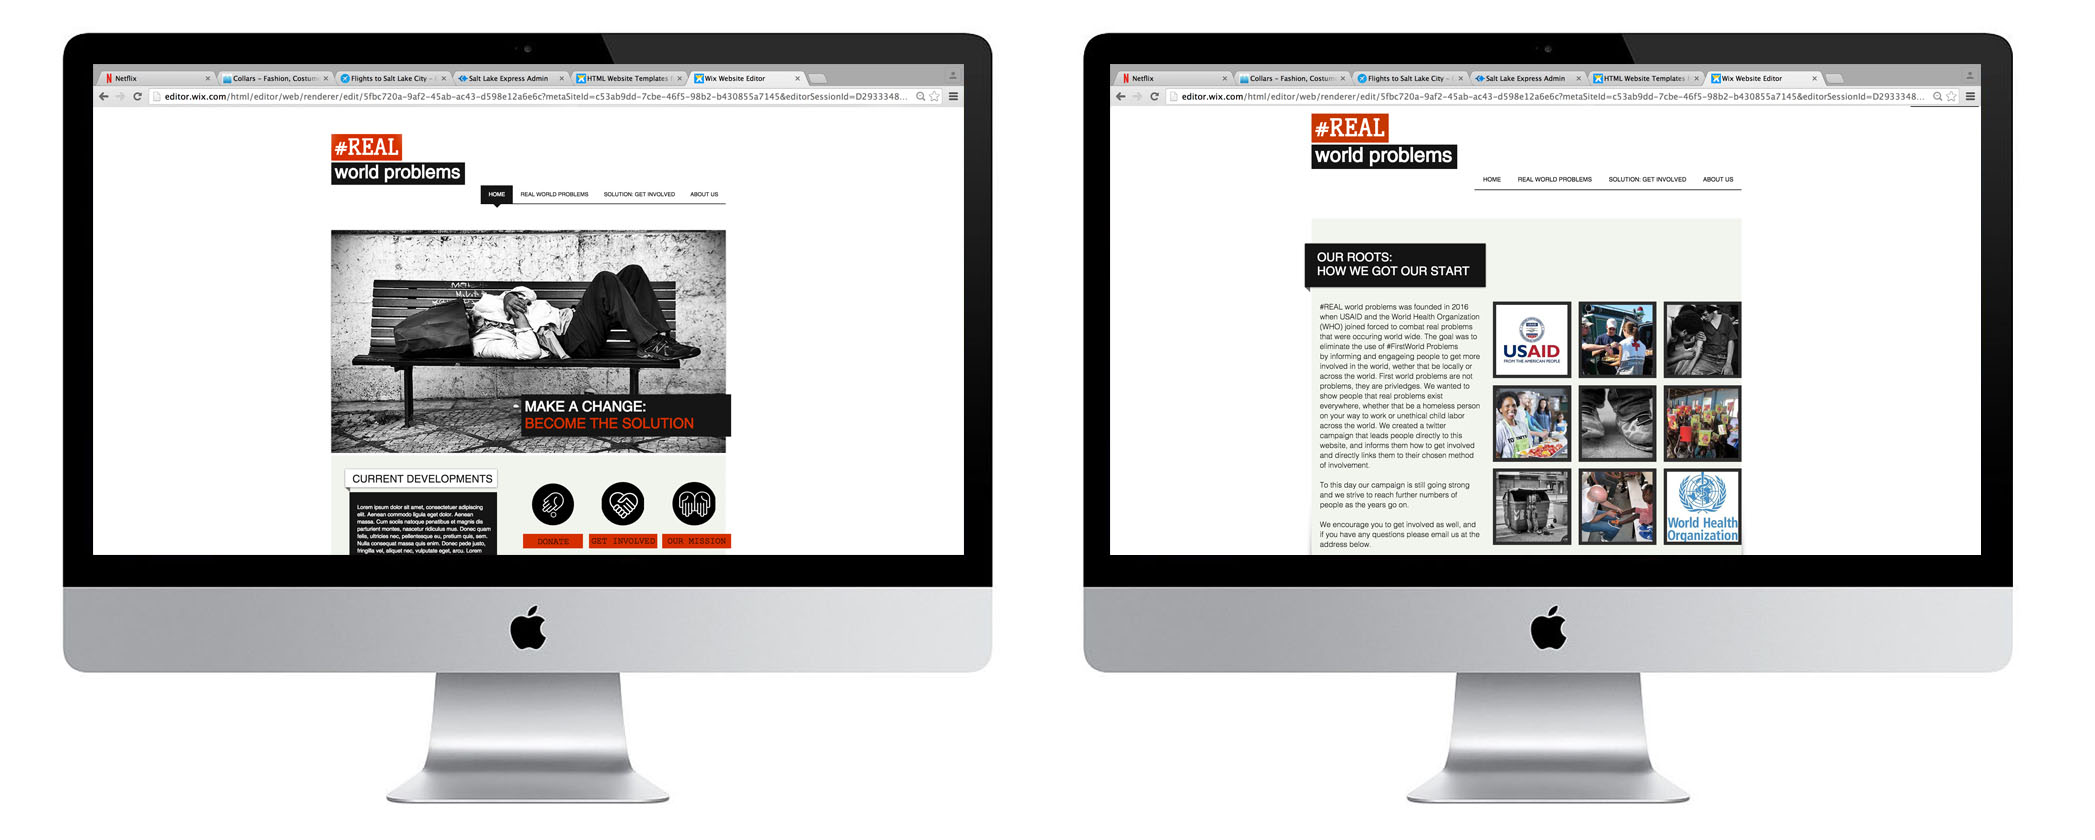 Netflix
Collars – Fashion, Costum
Flights to Salt Lake City –
Salt Lake Express Admin
HTML Website Templates
Wix Website Editor
editor.wix.com/html/editor/web/renderer/edit/5fbc720a-9af2-45ab-ac43-d598e12a6e6c?metaSiteId=c53ab9dd-7cbe-46f5-98b2-b430855a7145&editorSessionId=D2933348...
#REAL
world problems
HOME
REAL WORLD PROBLEMS
SOLUTION: GET INVOLVED
ABOUT US
MAKE A CHANGE:
BECOME THE SOLUTION
CURRENT DEVELOPMENTS
Lorem ipsum dolor sit amet, consectetuer adipiscing
elit. Aenean commodo ligula eget dolor. Aenean
massa. Cum sociis natoque penatibus et magnis dis
parturient montes, nascetur ridiculus mus. Donec quam
felis, ultricies nec, pellentesque eu, pretium quis, sem.
Nulla consequat massa quis enim. Donec pede justo,
fringilla vel, aliquet nec, vulputate eget, arcu. Lorem
DONATE
GET INVOLVED
OUR MISSION
Netflix
Collars – Fashion, Costum
Flights to Salt Lake City –
Salt Lake Express Admin
HTML Website Templates
Wix Website Editor
editor.wix.com/html/editor/web/renderer/edit/5fbc720a-9af2-45ab-ac43-d598e12a6e6c?metaSiteId=c53ab9dd-7cbe-46f5-98b2-b430855a7145&editorSessionId=D2933348...
#REAL
world problems
HOME
REAL WORLD PROBLEMS
SOLUTION: GET INVOLVED
ABOUT US
OUR ROOTS:
HOW WE GOT OUR START
#REAL world problems was founded in 2016
when USAID and the World Health Organization
(WHO) joined forced to combat real problems
that were occuring world wide. The goal was to
eliminate the use of #FirstWorld Problems
by informing and engageing people to get more
involved in the world, wether that be locally or
across the world. First world problems are not
problems, they are priviledges. We wanted to
show people that real problems exist
everywhere, whether that be a homeless person
on your way to work or unethical child labor
across the world. We created a twitter
campaign that leads people directly to this
website, and informs them how to get involved
and directly links them to their chosen method
of involvement.
To this day our campaign is still going strong
and we strive to reach further numbers of
people as the years go on.
We encourage you to get involved as well, and
if you have any questions please email us at the
address below.
USAID
FROM THE AMERICAN PEOPLE
World Health
Organization